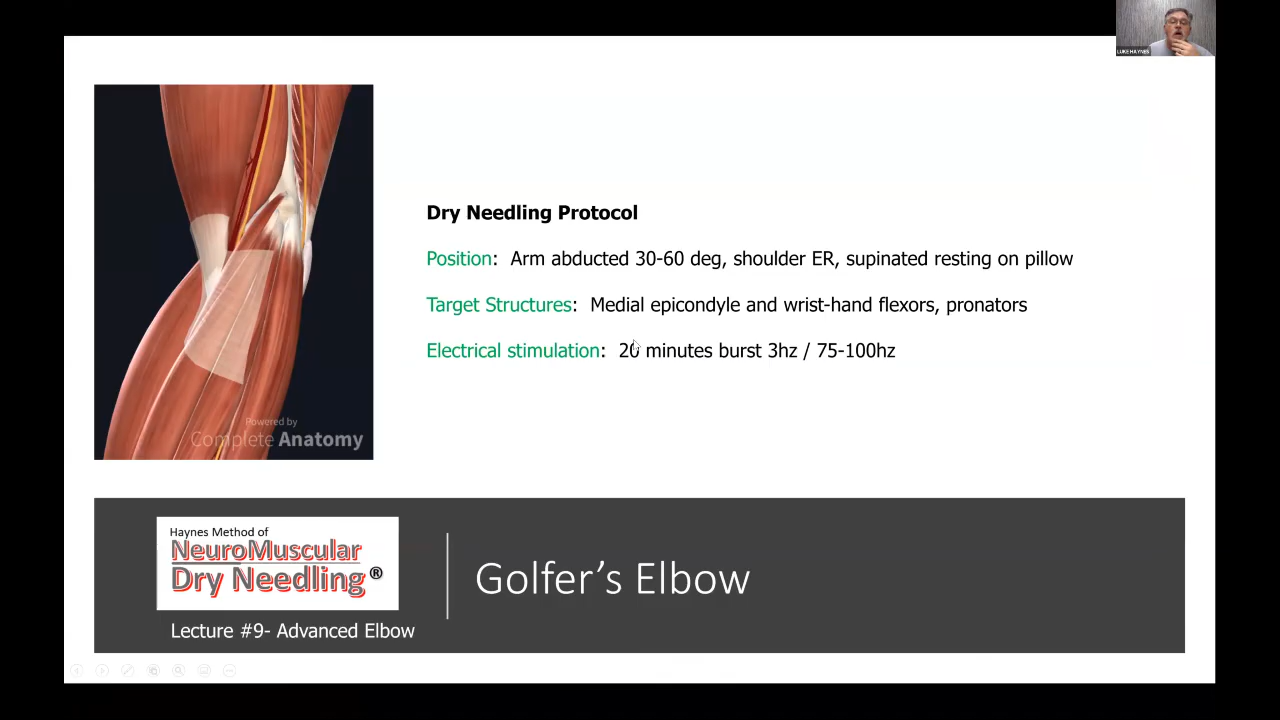 LUKE HAYNES
Dry Needling Protocol
Position: Arm abducted 30-60 deg, shoulder ER, supinated resting on pillow
Target Structures: Medial epicondyle and wrist-hand flexors, pronators
Electrical stimulation: 20 minutes burst 3hz / 75-100hz
Powered by
Complete Anatomy
Haynes Method of
NeuroMuscular
Dry Needling®
Lecture #9- Advanced Elbow
Golfer’s Elbow